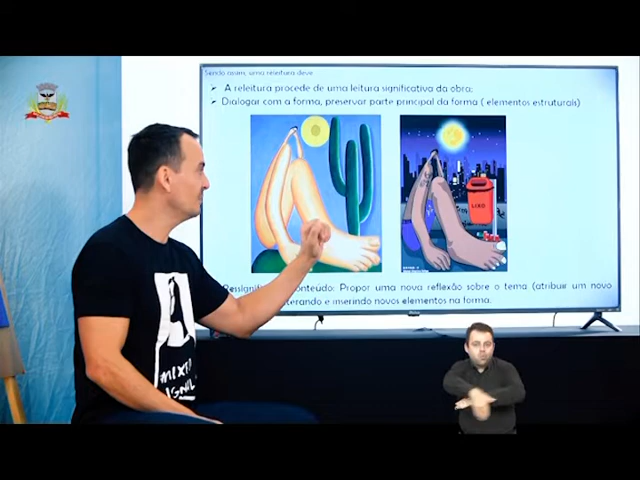 Sendo assim, uma releitura deve:
➢ A releitura procede de uma leitura significativa da obra;
➢ Dialogar com a forma, preservar parte principal da forma ( elementos estruturais)
LIXO
Conteúdo: Propor uma nova reflexão sobre o tema (atribuir um novo
e inserindo novos elementos na forma.
MIXTA